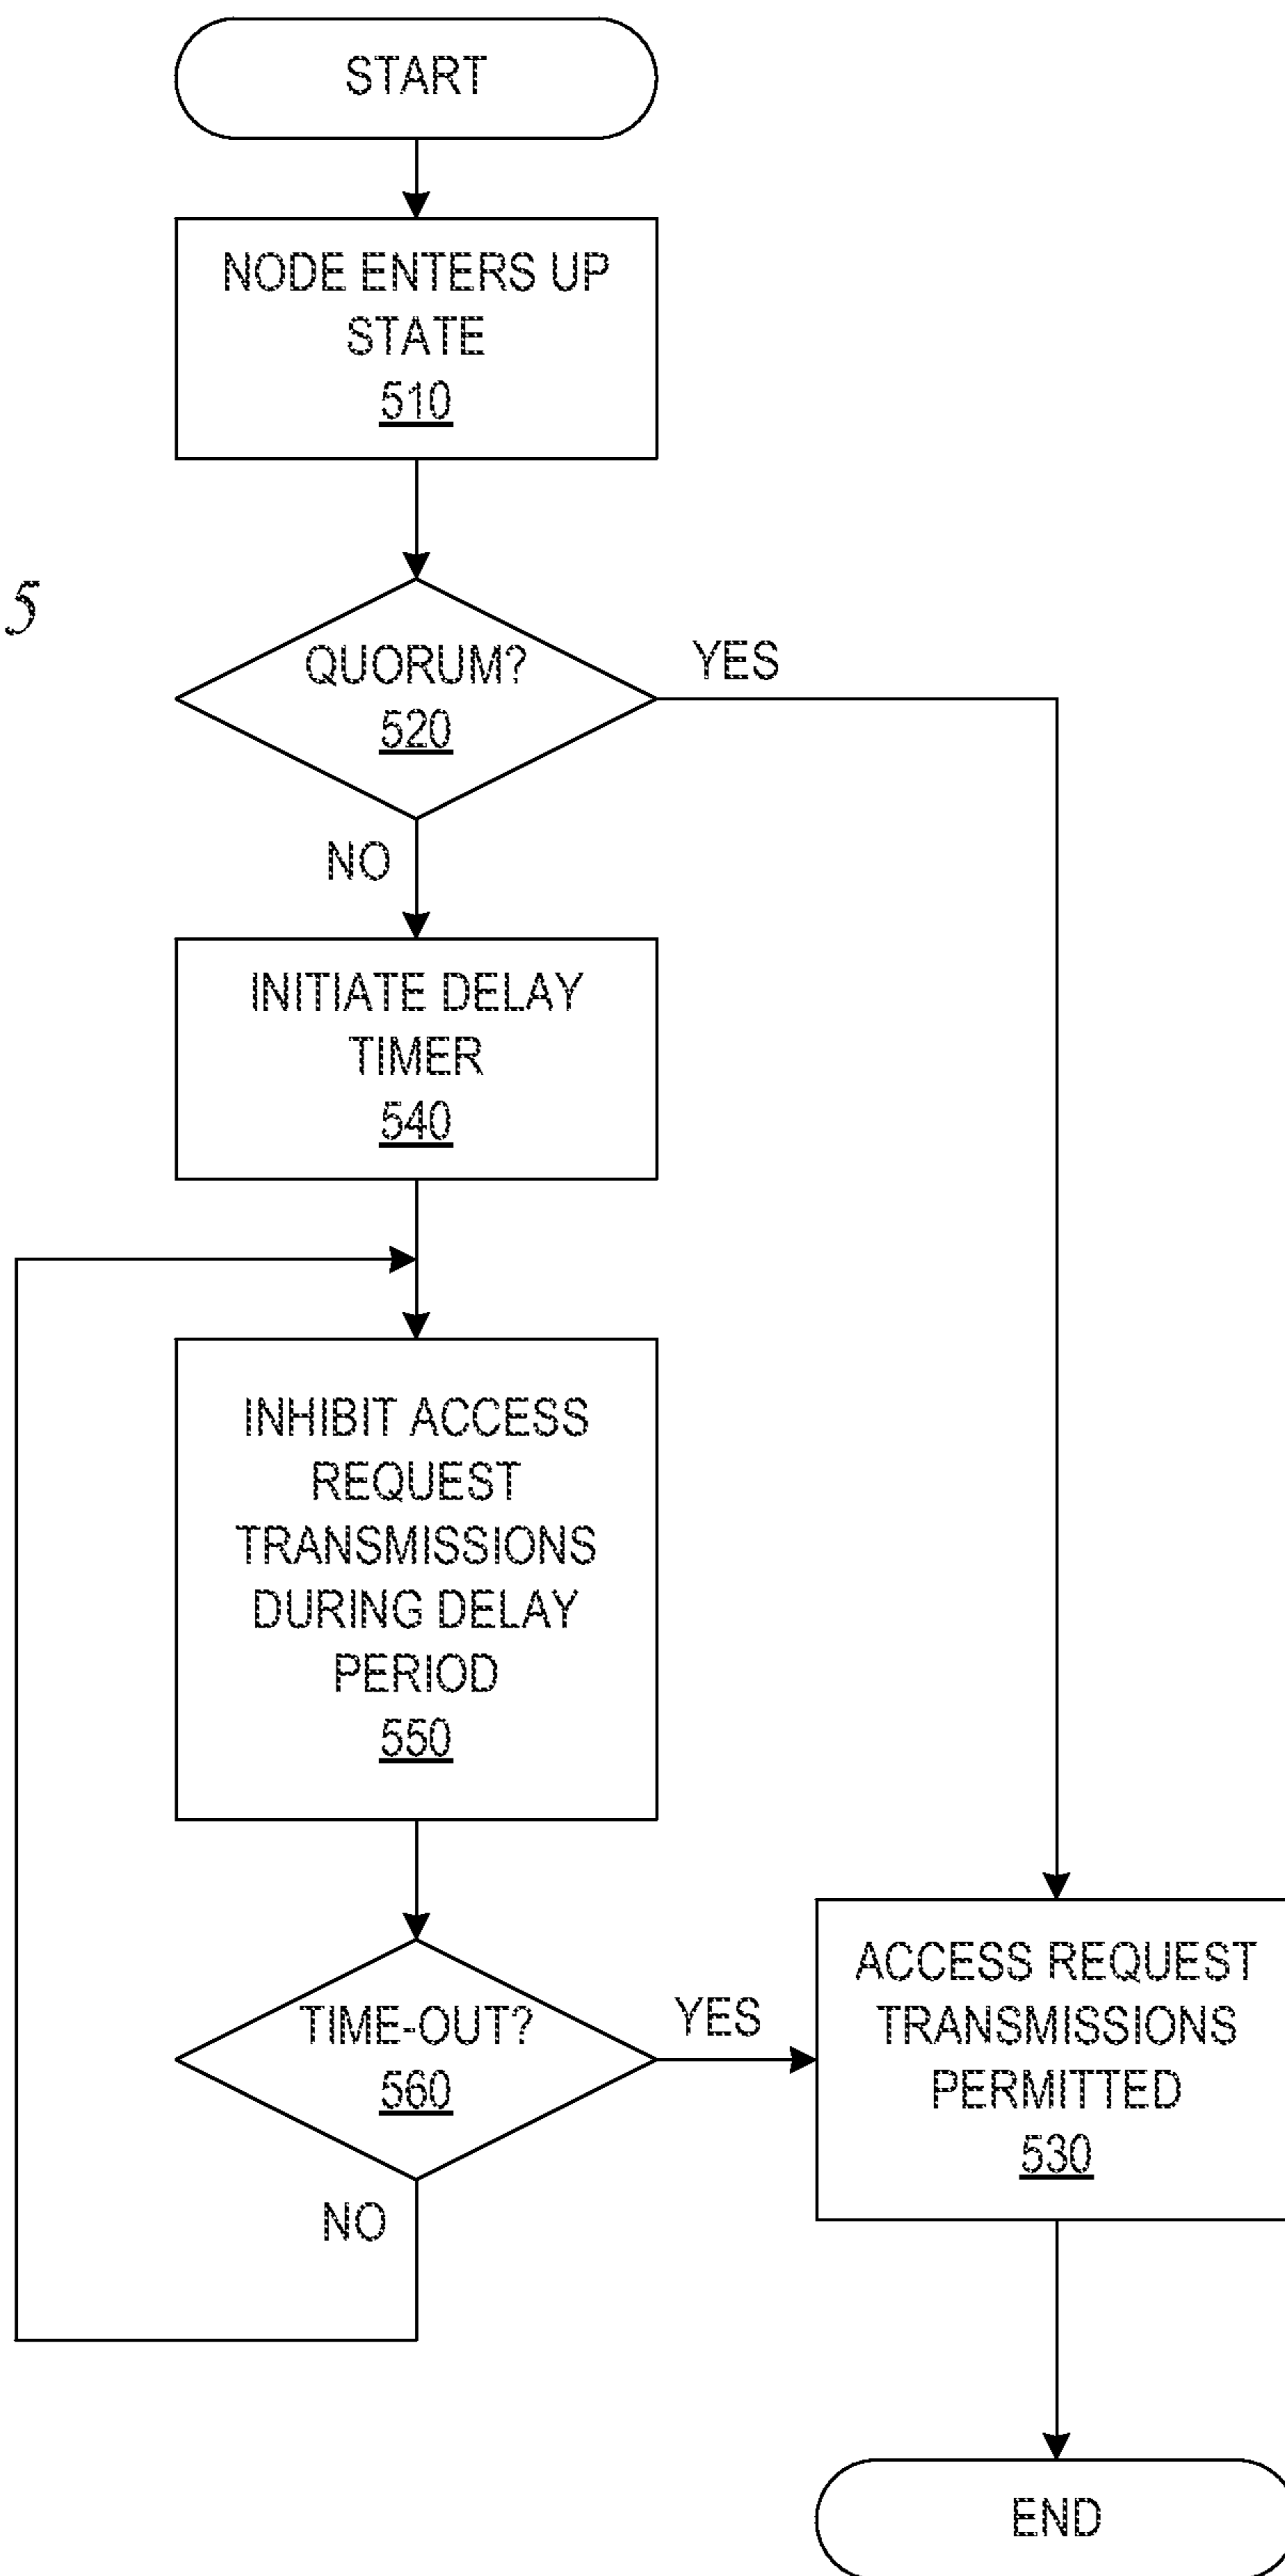 START
NODE ENTERS UP
STATE
510
5
QUORUM?
520
YES
NO
INITIATE DELAY
TIMER
540
INHIBIT ACCESS
REQUEST
TRANSMISSIONS
DURING DELAY
PERIOD
550
TIME-OUT?
560
YES
NO
ACCESS REQUEST
TRANSMISSIONS
PERMITTED
530
END